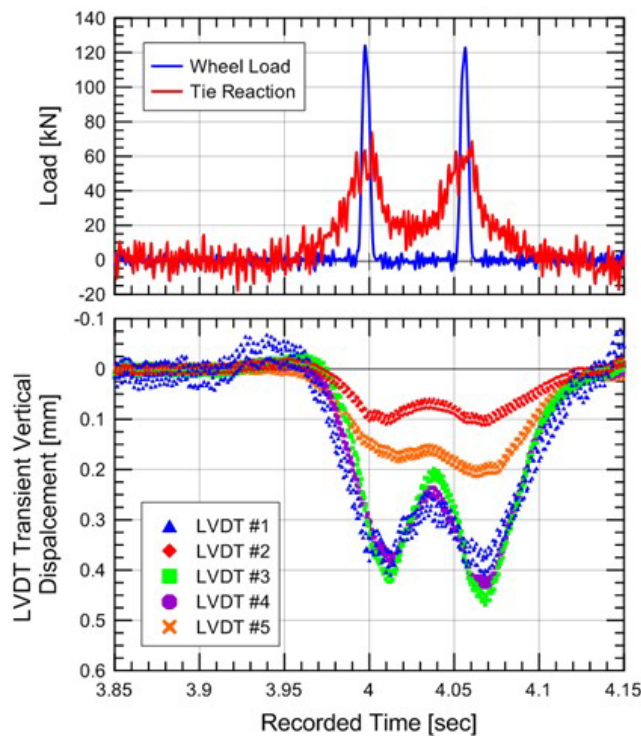 140
120
100
80
60
40
20
0
-20
Load [kN]
Wheel Load
Tie Reaction
-0.1
0
0.1
0.2
0.3
0.4
0.5
0.6
LVDT Transient Vertical
Dispalcement [mm]
LVDT #1
LVDT #2
LVDT #3
LVDT #4
LVDT #5
3.85 3.9 3.95 4 4.05 4.1 4.15
Recorded Time [sec]